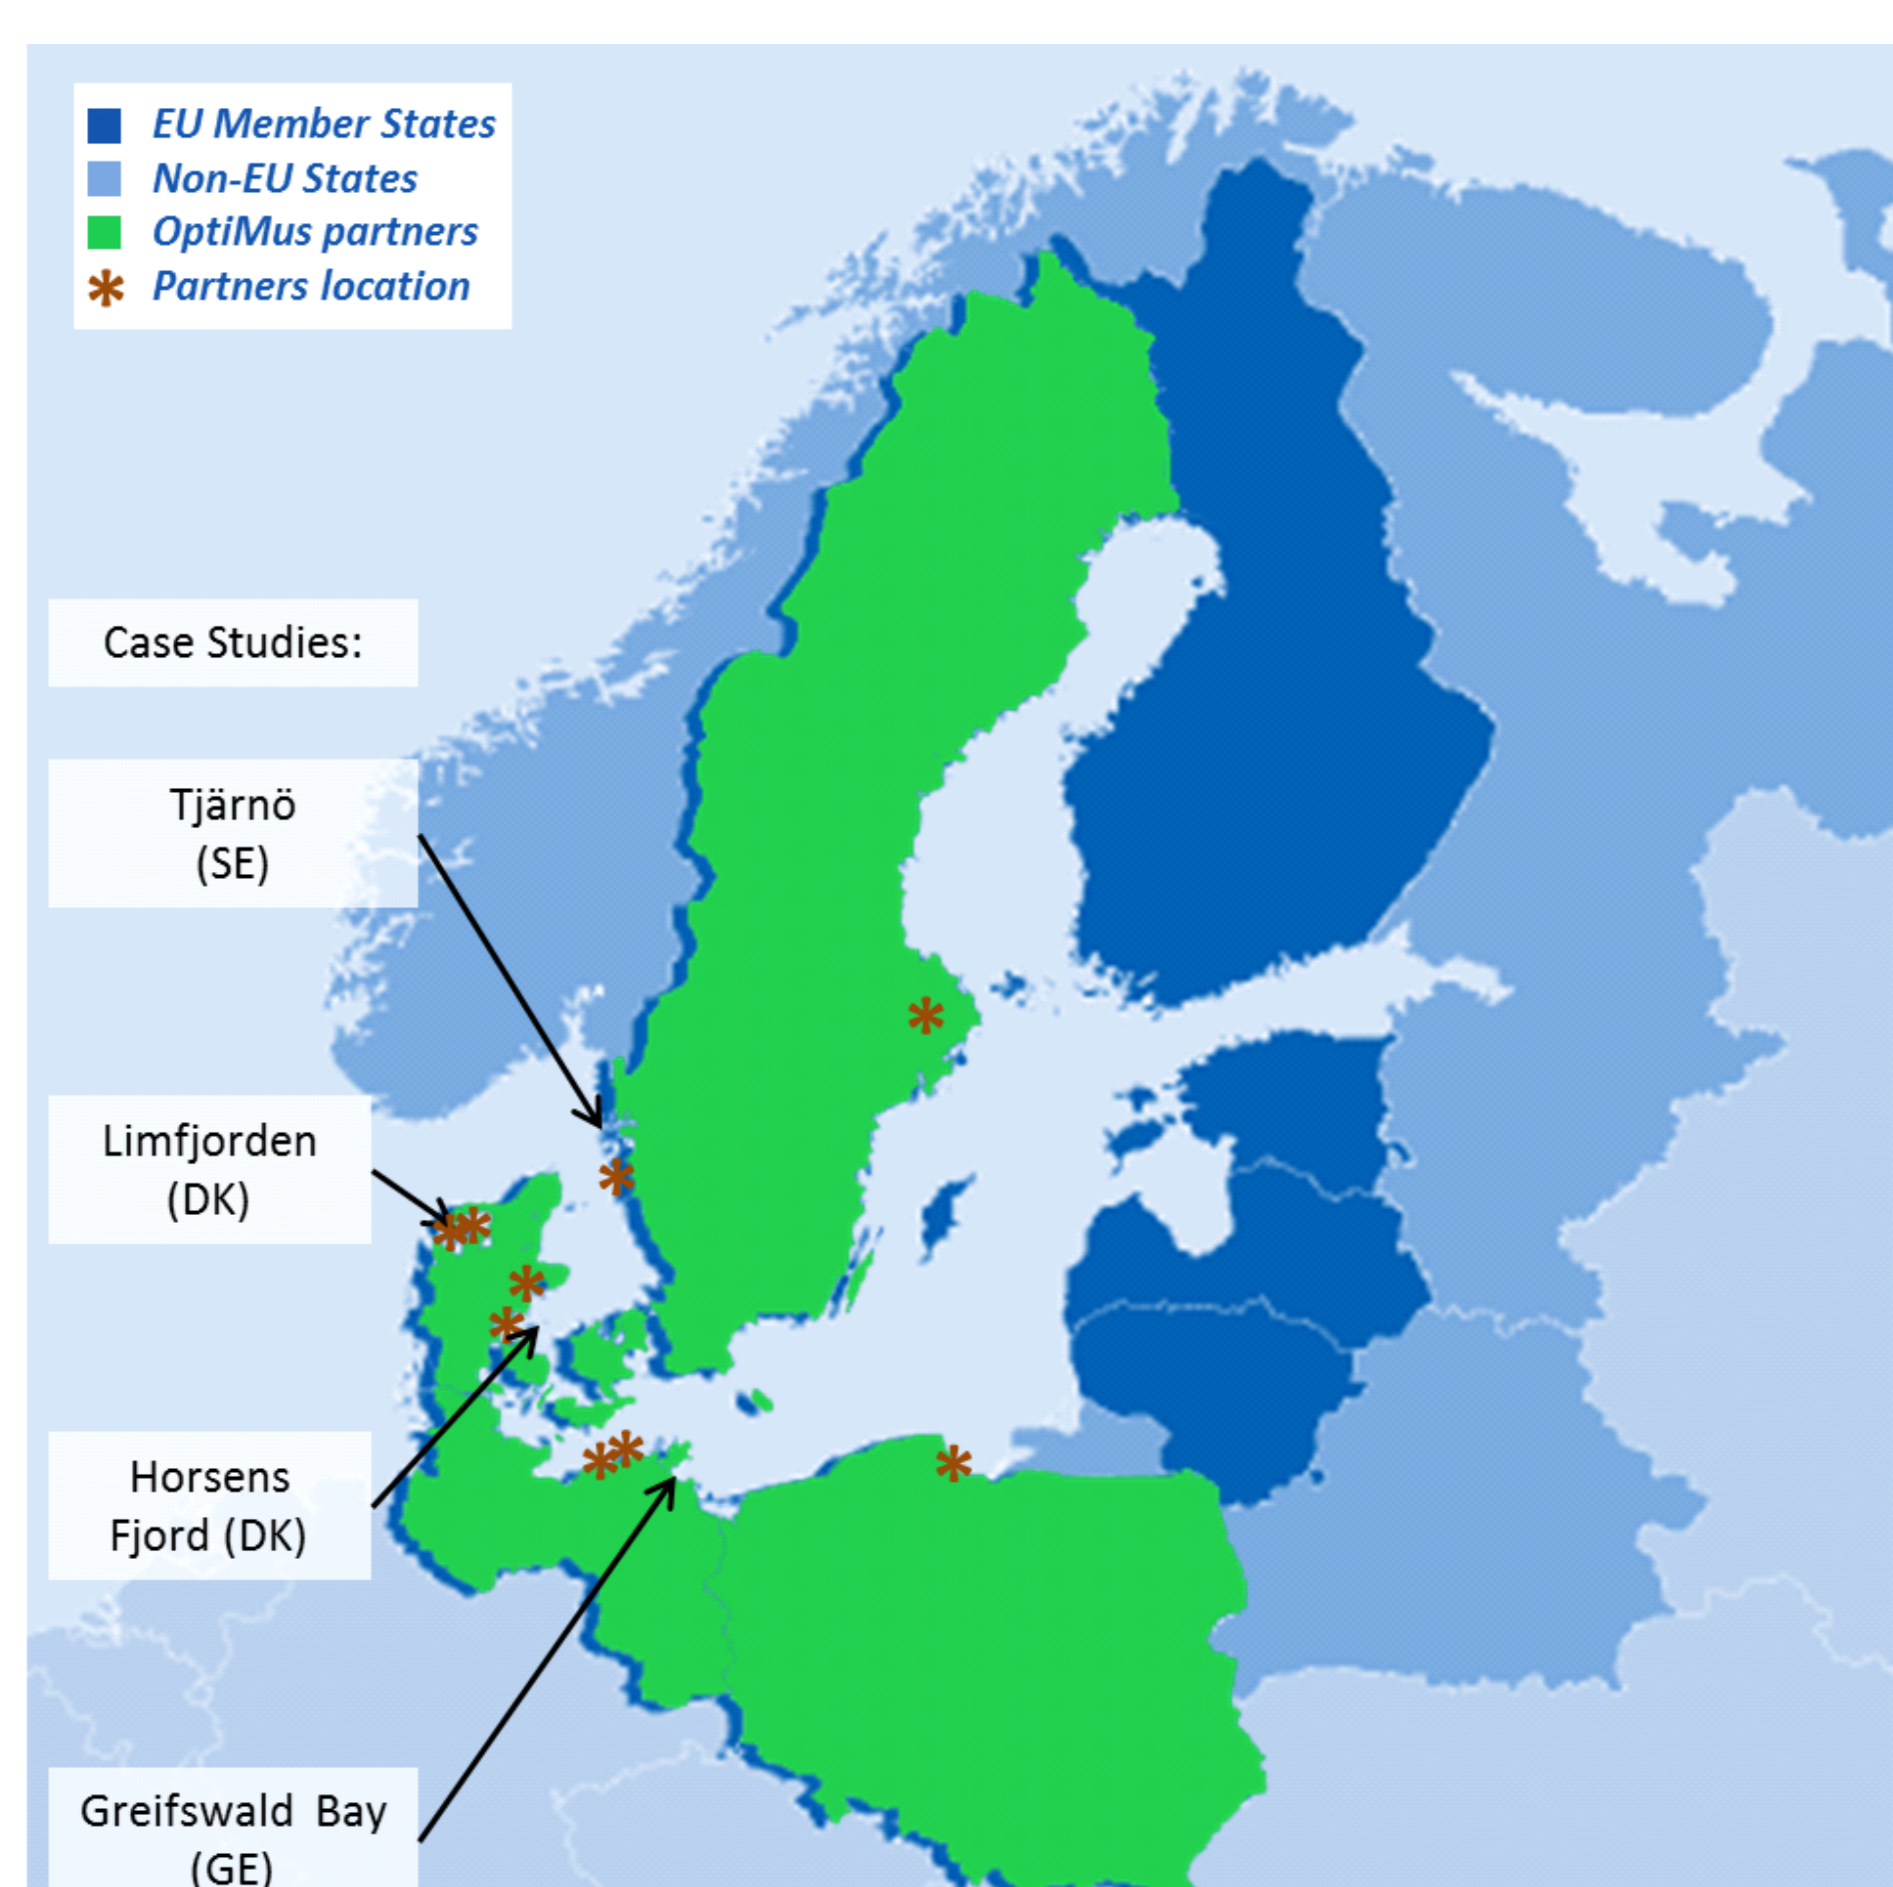 EU Member States
Non-EU States
OptiMus partners
Partners location
Case Studies:
Tjärnö
(SE)
Limfjorden
(DK)
Horsens
Fjord (DK)
Greifswald Bay
(GE)